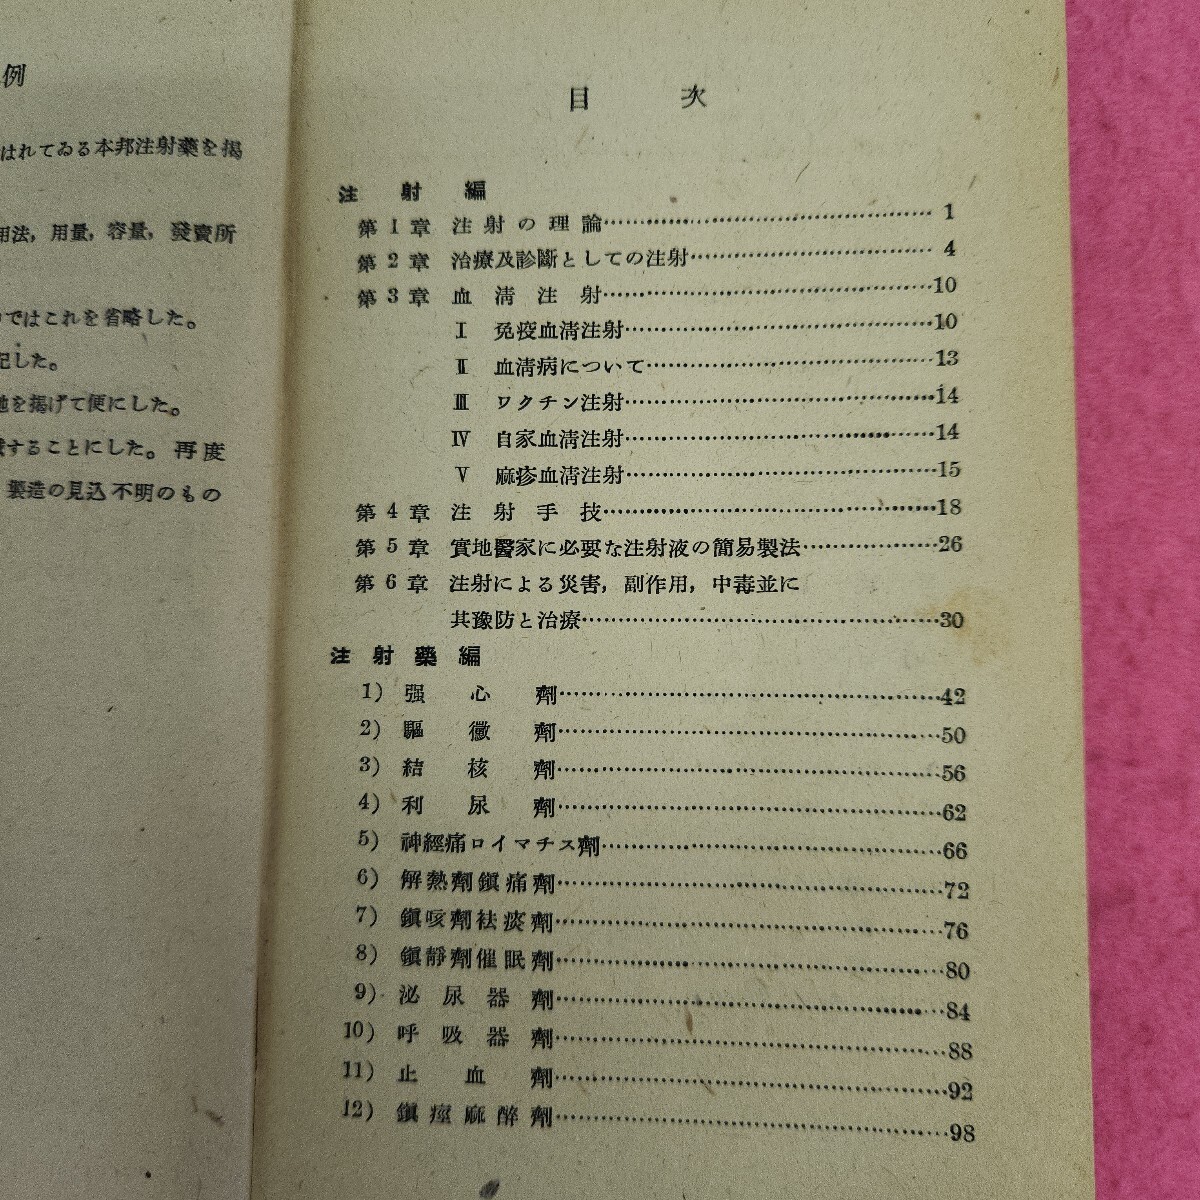 例
はれてゐる本邦注射藥を掲
用法，用量，容量，發賣所
ではこれを省略した。
記した。
地を揭げて便にした。
することにした。再度
製造の見込不明のもの
目次
注射編
第1章 注射の理論……1
第2章 治療及診斷としての注射……4
第3章 血淸注射……10
Ⅰ 免疫血淸注射……10
Ⅱ 血淸病について……13
Ⅲ ワクチン注射……14
Ⅳ 自家血淸注射……14
Ⅴ 麻疹血淸注射……15
第4章 注射手技……18
第5章 實地醫家に必要な注射液の簡易製法……26
第6章 注射による災害，副作用，中毒並に
其豫防と治療……30
注射藥編
1) 强心劑……42
2) 驅黴劑……50
3) 結核劑……56
4) 利尿劑……62
5) 神經痛ロイマチス劑……66
6) 解熱劑鎭痛劑……72
7) 鎭咳劑袪痰劑……76
8) 鎭靜劑催眠劑……80
9) 泌尿器劑……84
10) 呼吸器劑……88
11) 止血劑……92
12) 鎭痙麻醉劑……98